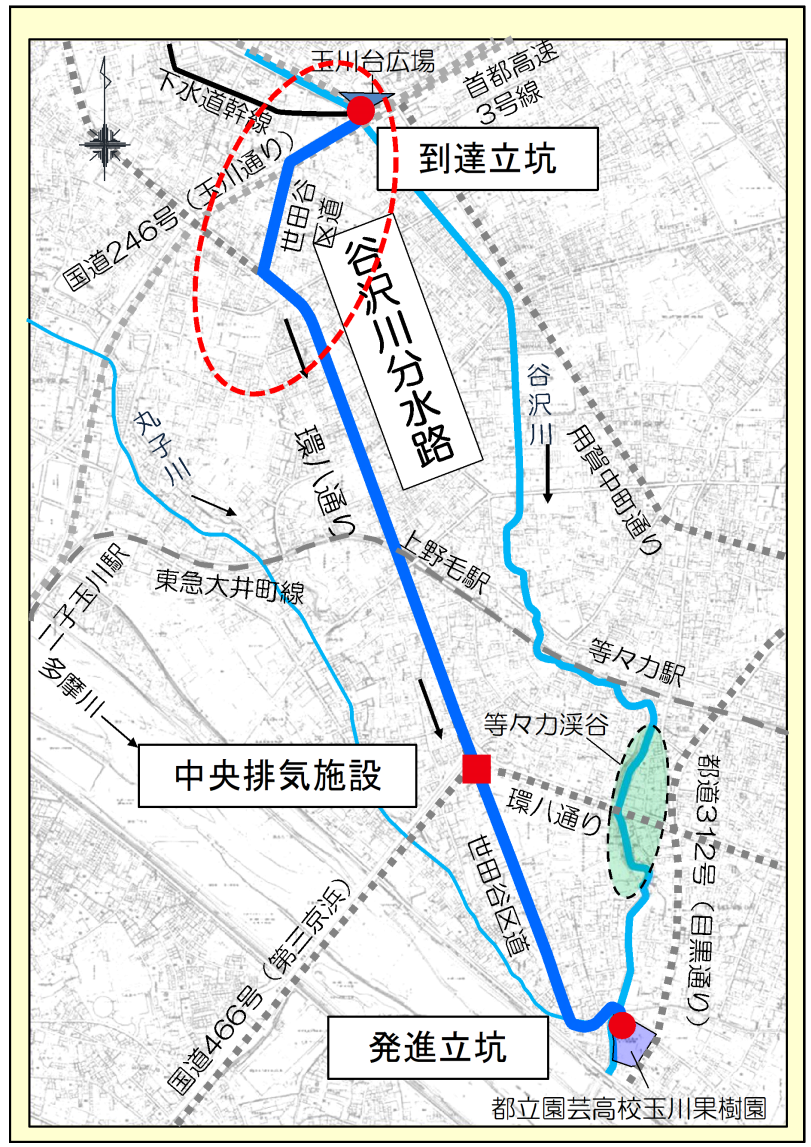 玉川台広場
首都高速
3号線
下水道幹線
到達立坑
国道246号（玉川通り）
世田谷
区道
谷沢川分水路
谷沢川
丸子川
環八通り
用賀中町通り
上野毛駅
東急大井町線
二子玉川駅
多摩川
等々力駅
等々力渓谷
中央排気施設
環八通り
都道312号（目黒通り）
世田谷区道
国道466号（第三京浜）
発進立坑
都立園芸高校玉川果樹園